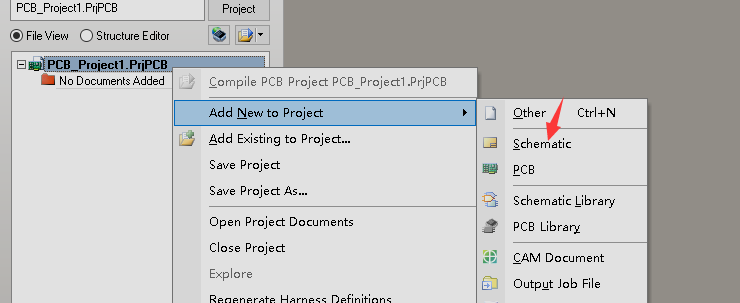 PCB_Project1.PrjPCB
Project
File View
Structure Editor
PCB_Project1.PrjPCB
No Documents Added
Compile PCB Project PCB_Project1.PrjPCB
Add New to Project
Add Existing to Project...
Save Project
Save Project As...
Open Project Documents
Close Project
Explore
Regenerate Harness Definitions
Other Ctrl+N
Schematic
PCB
Schematic Library
PCB Library
CAM Document
Output Job File